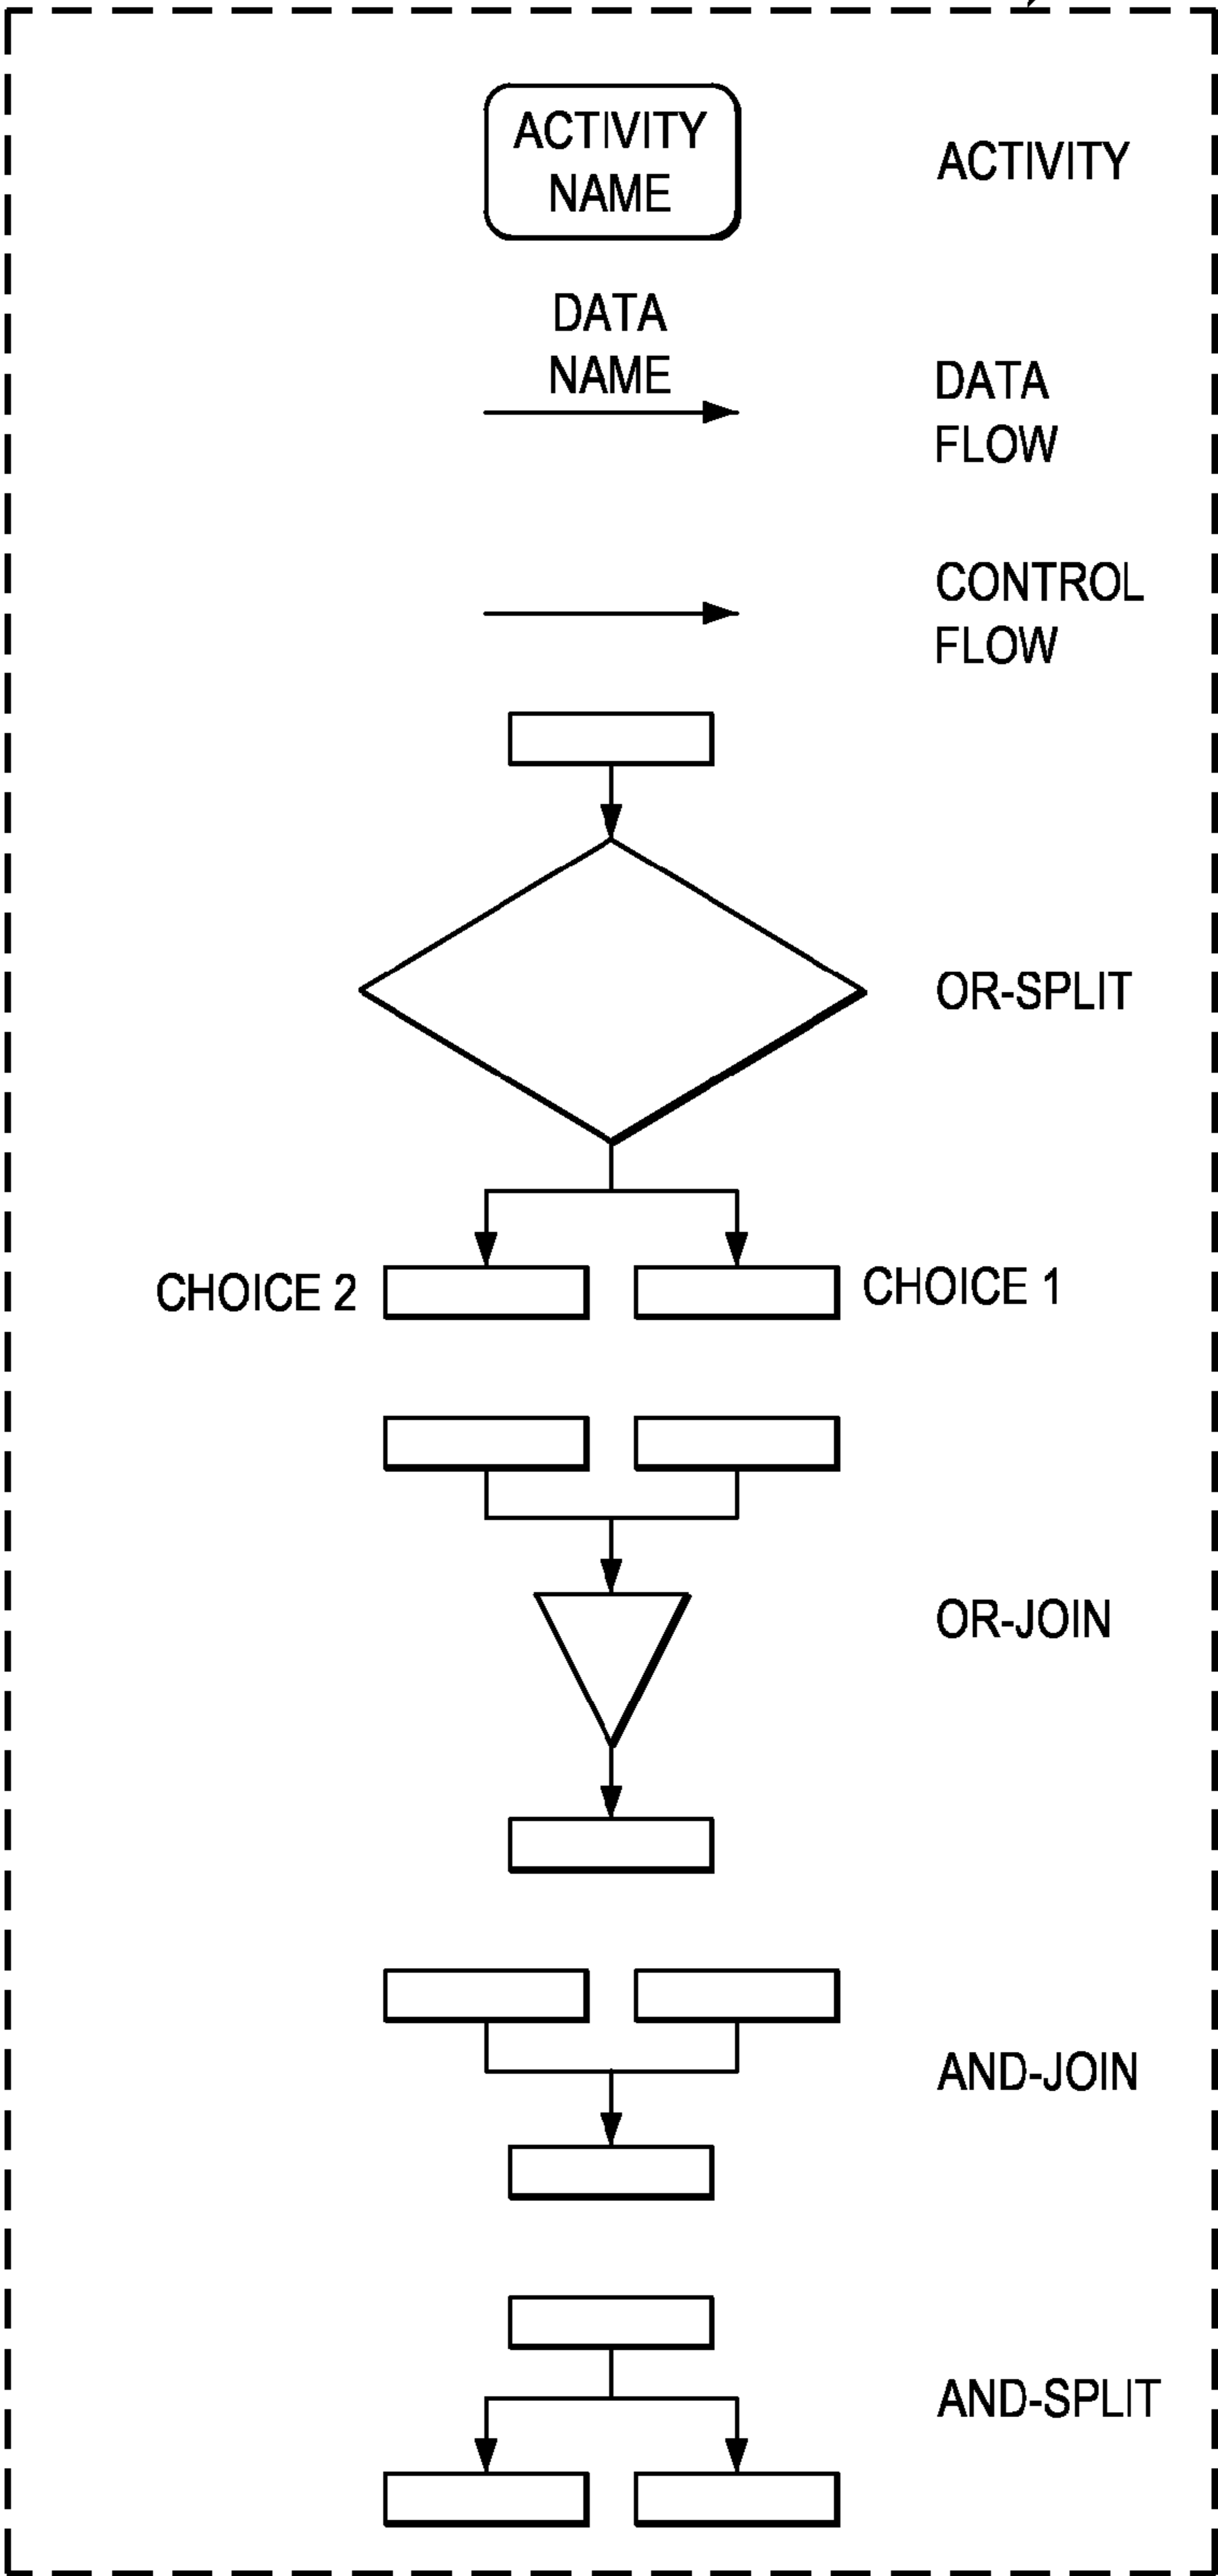 ACTIVITY
NAME
ACTIVITY
DATA
NAME
DATA
FLOW
CONTROL
FLOW
OR-SPLIT
CHOICE 2
CHOICE 1
OR-JOIN
AND-JOIN
AND-SPLIT